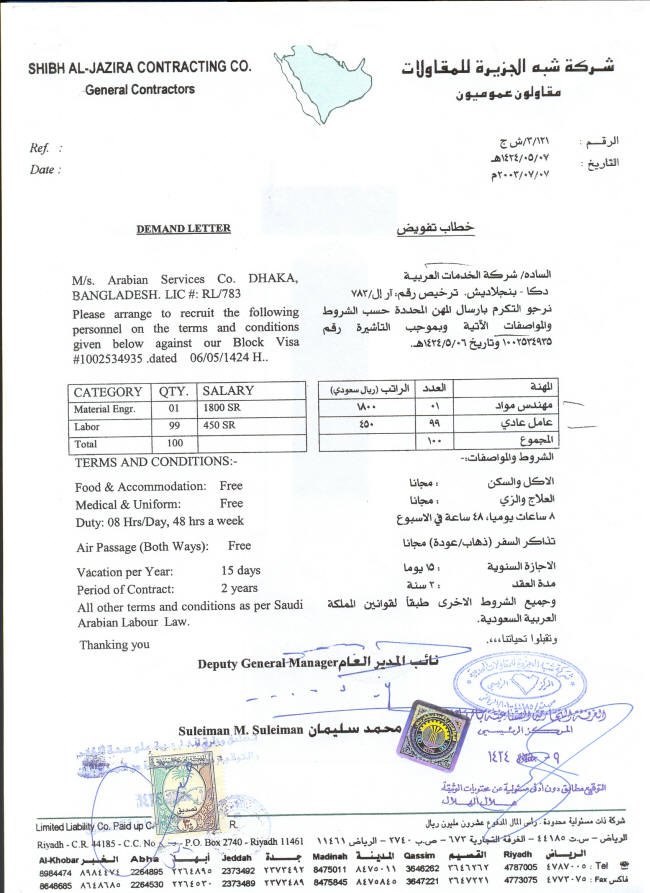 SHIBH AL-JAZIRA CONTRACTING CO.
General Contractors
شركة شبه الجزيرة للمقاولات
مقاولون عموميون
Ref. :
Date :
الرقم : ٣/١٢١/ش ج
التاريخ : ١٤٢٤/٠٥/٠٧هـ
٢٠٠٣/٠٧/٠٧م
DEMAND LETTER
خطاب تفويض
M/s. Arabian Services Co. DHAKA,
BANGLADESH. LIC #: RL/783
Please arrange to recruit the following
personnel on the terms and conditions
given below against our Block Visa
#1002534935 .dated 06/05/1424 H..
الساده/ شركة الخدمات العربية
دكا - بنجلاديش. ترخيص رقم: آر إل/٧٨٣
نرجو التكرم بارسال المهن المحددة حسب الشروط
والمواصفات الآتية وبموجب التاشيرة رقم
١٠٠٢٥٣٤٩٣٥ وتاريخ ١٤٢٤/٥/٠٦هـ.
CATEGORY QTY. SALARY
Material Engr. 01 1800 SR
Labor 99 450 SR
Total 100
المهنة العدد الراتب (ريال سعودي)
مهندس مواد ٠١ ١٨٠٠
عامل عادي ٩٩ ٤٥٠
المجموع ١٠٠
TERMS AND CONDITIONS:-
Food & Accommodation: Free
Medical & Uniform: Free
Duty: 08 Hrs/Day, 48 hrs a week
Air Passage (Both Ways): Free
Vacation per Year: 15 days
Period of Contract: 2 years
All other terms and conditions as per Saudi
Arabian Labour Law.
Thanking you
الشروط والمواصفات:-
الاكل والسكن : مجانا
العلاج والزي : مجانا
٨ ساعات يوميا، ٤٨ ساعة في الاسبوع
تذاكر السفر (ذهاب/عودة) مجانا
الاجازة السنوية : ١٥ يوما
مدة العقد : ٢ سنة
وجميع الشروط الاخرى طبقاً لقوانين المملكة
العربية السعودية.
وتقبلوا تحياتنا،،،
Deputy General Manager نائب المدير العام
Suleiman M. Suleiman محمد سليمان
المركز الرئيسي
١٤٢٤
التوقيع مطابق دون أدنى مسئولية عن محتويات الوثيقة
Limited Liability Co. Paid up
شركة ذات مسئولية محدودة. رأس المال المدفوع عشرون مليون ريال
Riyadh - C.R. 44185 - C.C. No P.O. Box 2740 - Riyadh 11461
الرياض - س.ت ٤٤١٨٥ - الغرفة التجارية ٦٧٣ ص.ب ٢٧٤٠ - الرياض ١١٤٦١
Al-Khobar الخبر Abha أبها Jeddah جدة Madinah المدينة Qassim القصيم Riyadh الرياض
8984474 ٨٩٨٤٤٧٤ 2264895 ٢٢٦٤٨٩٥ 2373492 ٢٣٧٣٤٩٢ 8475011 ٨٤٧٥٠١١ 3646262 ٣٦٤٦٢٦٢ 4787005 ٤٧٨٧٠٠٥ : Tel
8648685 ٨٦٤٨٦٨٥ 2264530 ٢٢٦٤٥٣٠ 2373489 ٢٣٧٣٤٨٩ 8475845 ٨٤٧٥٨٤٥ 3647221 ٣٦٤٧٢٢١ 4773075 ٤٧٧٣٠٧٥ : Fax فاكس